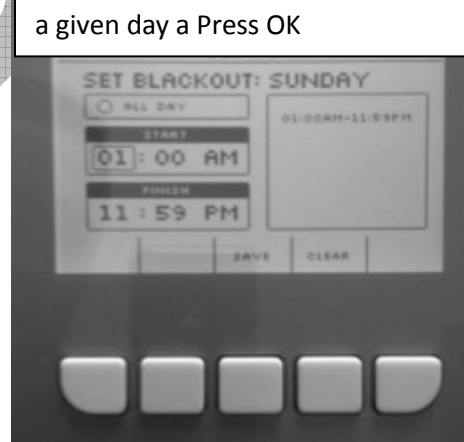 a given day a Press OK
SET BLACKOUT: SUNDAY
ALL DAY
01:00AM-11:59PM
START
01 : 00 AM
FINISH
11 : 59 PM
SAVE CLEAR